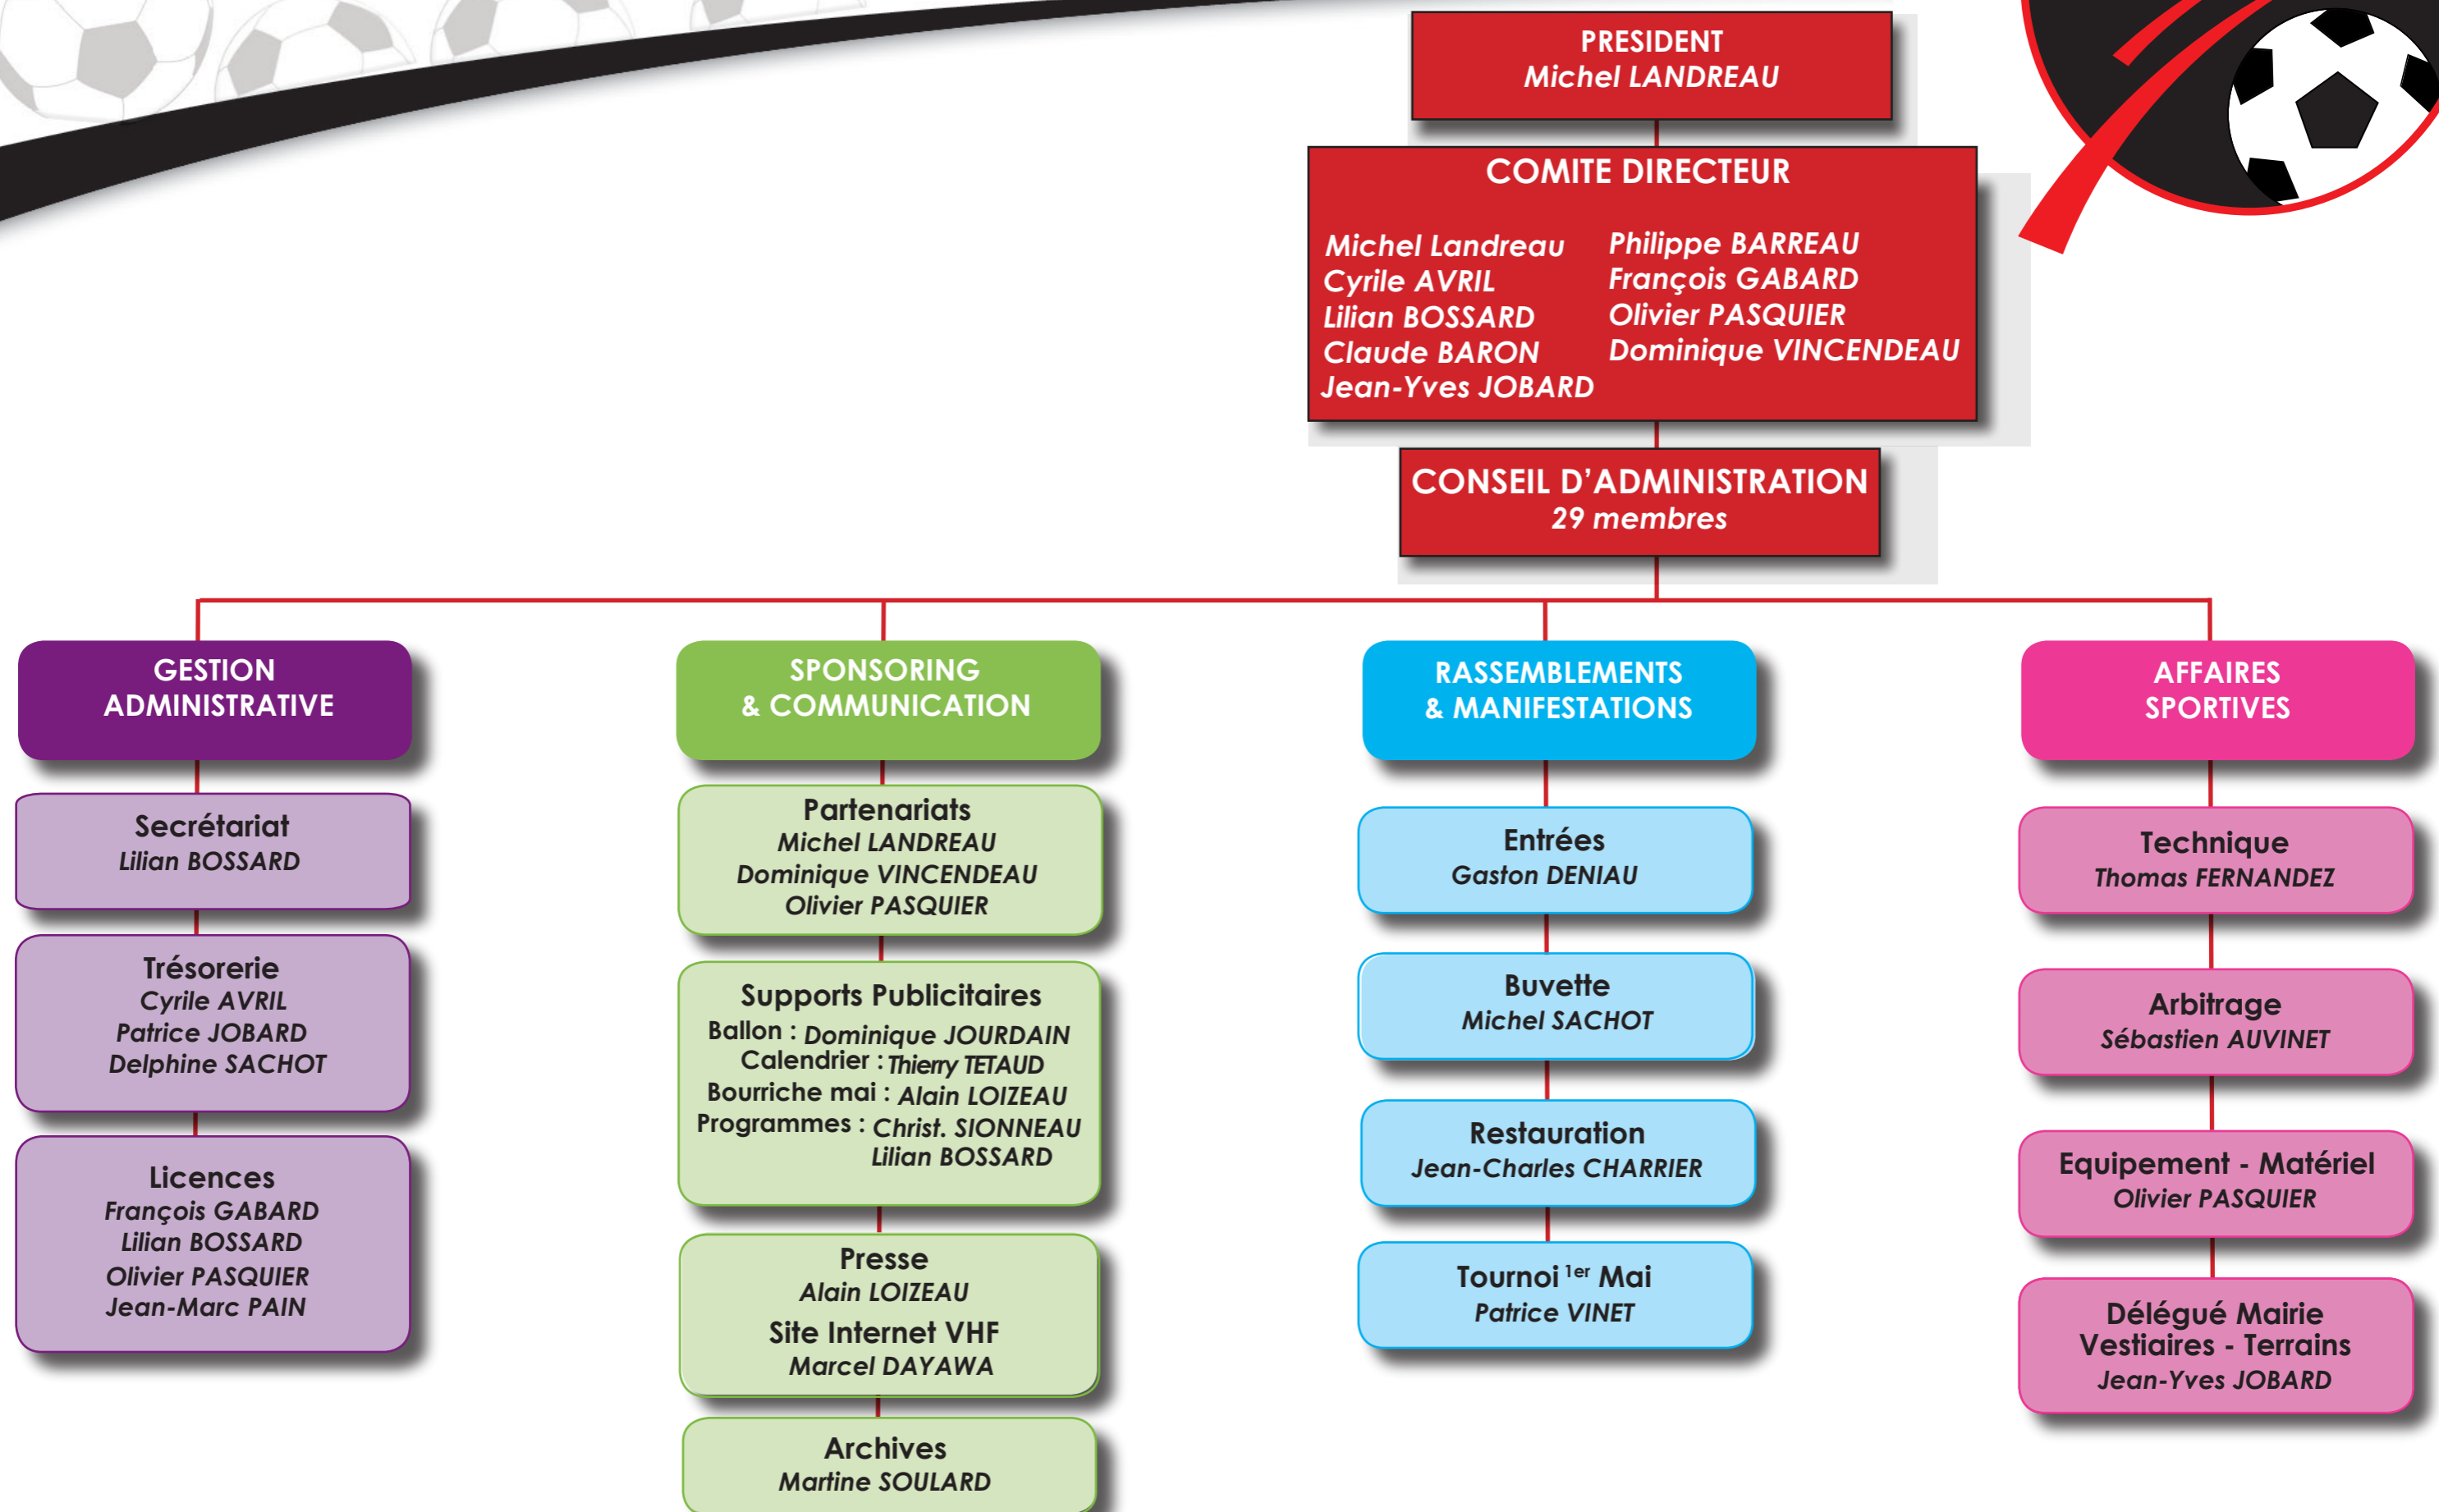 PRESIDENT
Michel LANDREAU
COMITE DIRECTEUR
Michel Landreau
Cyrile AVRIL
Lilian BOSSARD
Claude BARON
Jean-Yves JOBARD
Philippe BARREAU
François GABARD
Olivier PASQUIER
Dominique VINCENDEAU
CONSEIL D’ADMINISTRATION
29 membres
GESTION
ADMINISTRATIVE
Secrétariat
Lilian BOSSARD
Trésorerie
Cyrile AVRIL
Patrice JOBARD
Delphine SACHOT
Licences
François GABARD
Lilian BOSSARD
Olivier PASQUIER
Jean-Marc PAIN
SPONSORING
& COMMUNICATION
Partenariats
Michel LANDREAU
Dominique VINCENDEAU
Olivier PASQUIER
Supports Publicitaires
Ballon : Dominique JOURDAIN
Calendrier : Thierry TETAUD
Bourriche mai : Alain LOIZEAU
Programmes : Christ. SIONNEAU
Lilian BOSSARD
Presse
Alain LOIZEAU
Site Internet VHF
Marcel DAYAWA
Archives
Martine SOULARD
RASSEMBLEMENTS
& MANIFESTATIONS
Entrées
Gaston DENIAU
Buvette
Michel SACHOT
Restauration
Jean-Charles CHARRIER
Tournoi 1er Mai
Patrice VINET
AFFAIRES
SPORTIVES
Technique
Thomas FERNANDEZ
Arbitrage
Sébastien AUVINET
Equipement - Matériel
Olivier PASQUIER
Délégué Mairie
Vestiaires - Terrains
Jean-Yves JOBARD